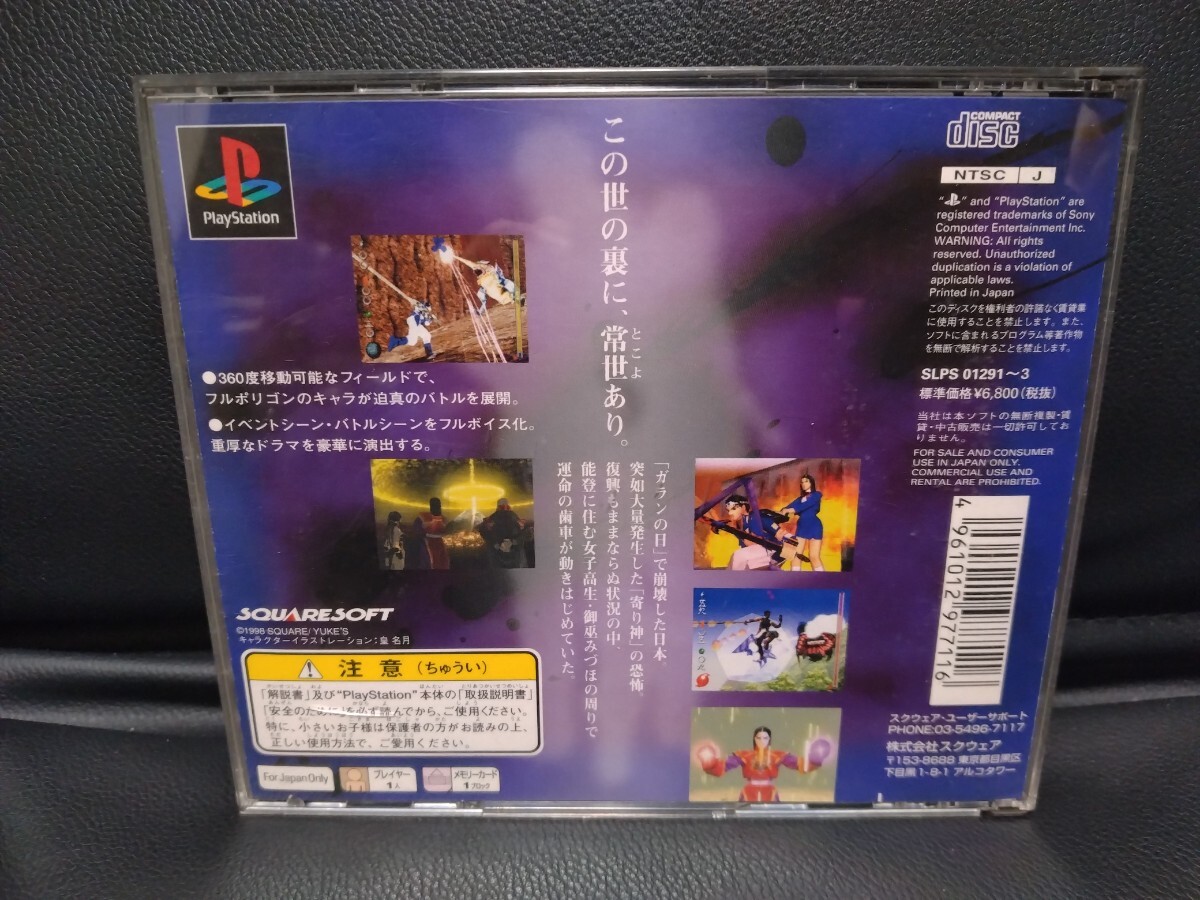 PlayStation
この世の裏に、常世あり。
とこよ
●360度移動可能なフィールドで、
フルポリゴンのキャラが迫真のバトルを展開。
●イベントシーン・バトルシーンをフルボイス化。
重厚なドラマを豪華に演出する。
「ガランの日」で崩壊した日本。
突如大量発生した「寄り神」の恐怖。
復興もままならぬ状況の中、
能登に住む女子高生・御巫みづほの周りで
運命の歯車が動きはじめていた。
SQUARESOFT
©1998 SQUARE/ YUKE'S
キャラクターイラストレーション：皇 名月
注意（ちゅうい）
「解説書」及び"PlayStation"本体の「取扱説明書」
「安全のために」を必ず読んでから、ご使用ください。
特に、小さいお子様は保護者の方がお読みの上、
正しい使用方法で、ご愛用ください。
For Japan Only
プレイヤー
1人
メモリーカード
1ブロック
COMPACT
disc
NTSC J
" " and "PlayStation" are
registered trademarks of Sony
Computer Entertainment Inc.
WARNING: All rights
reserved. Unauthorized
duplication is a violation of
applicable laws.
Printed in Japan
このディスクを権利者の許諾なく賃貸業
に使用することを禁止します。また、
ソフトに含まれるプログラム等著作物
を無断で解析することを禁止します。
SLPS 01291～3
標準価格¥6,800(税抜)
当社は本ソフトの無断複製・賃
貸・中古販売は一切許可してお
りません。
FOR SALE AND CONSUMER
USE IN JAPAN ONLY.
COMMERCIAL USE AND
RENTAL ARE PROHIBITED.
4961012977116
スクウェア・ユーザーサポート
PHONE:03-5496-7117
株式会社スクウェア
〒153-8688 東京都目黒区
下目黒1-8-1 アルコタワー